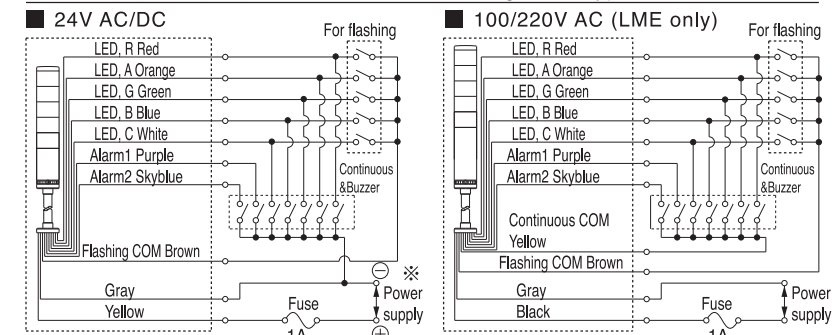 24V AC/DC
For flashing
LED, R Red
LED, A Orange
LED, G Green
LED, B Blue
LED, C White
Alarm1 Purple
Alarm2 Skyblue
Continuous
&Buzzer
Flashing COM Brown
Gray
Yellow
Fuse
1A
⊖ ※
Power
supply
⊕
100/220V AC (LME only)
For flashing
LED, R Red
LED, A Orange
LED, G Green
LED, B Blue
LED, C White
Alarm1 Purple
Alarm2 Skyblue
Continuous
&Buzzer
Continuous COM
Yellow
Flashing COM Brown
Gray
Black
Fuse
1A
Power
supply